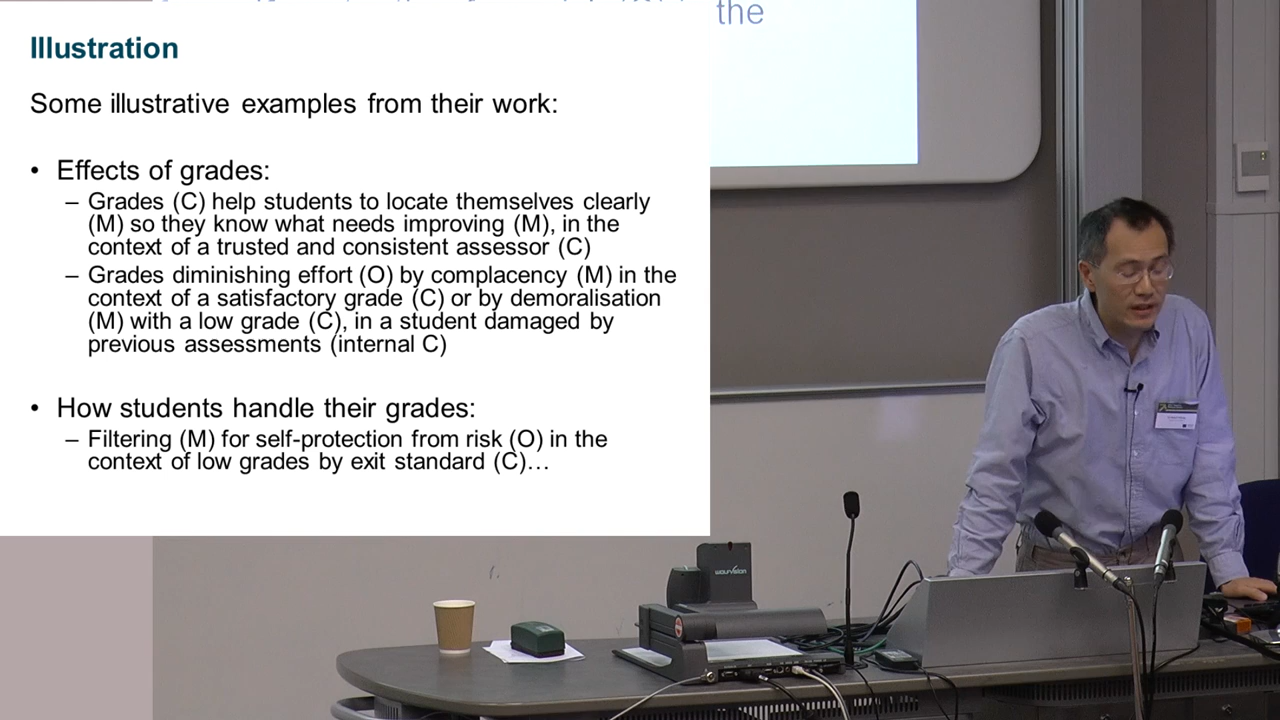 the
Illustration
Some illustrative examples from their work:
• Effects of grades:
– Grades (C) help students to locate themselves clearly
(M) so they know what needs improving (M), in the
context of a trusted and consistent assessor (C)
– Grades diminishing effort (O) by complacency (M) in the
context of a satisfactory grade (C) or by demoralisation
(M) with a low grade (C), in a student damaged by
previous assessments (internal C)
• How students handle their grades:
– Filtering (M) for self-protection from risk (O) in the
context of low grades by exit standard (C)…
wolfvision